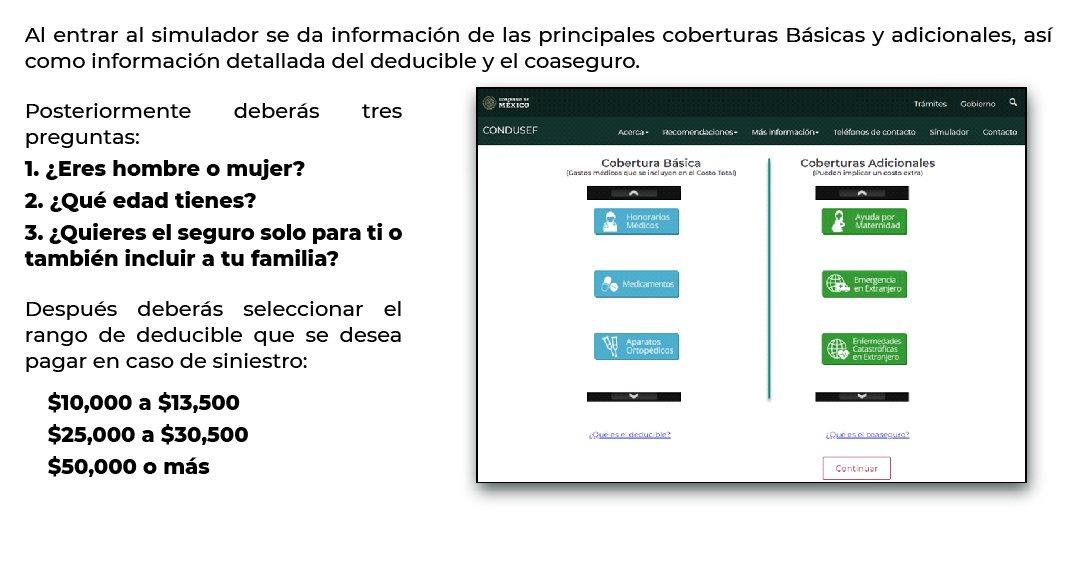 Al entrar al simulador se da información de las principales coberturas Básicas y adicionales, así
como información detallada del deducible y el coaseguro.
Posteriormente deberás tres
preguntas:
1. ¿Eres hombre o mujer?
2. ¿Qué edad tienes?
3. ¿Quieres el seguro solo para ti o
también incluir a tu familia?
Después deberás seleccionar el
rango de deducible que se desea
pagar en caso de siniestro:
$10,000 a $13,500
$25,000 a $30,500
$50,000 o más
GOBIERNO DE
MÉXICO
Trámites Gobierno
CONDUSEF
Acerca Recomendaciones Más información Teléfonos de contacto Simulador Contacto
Cobertura Básica
(Gastos médicos que se incluyen en el Costo Total)
Honorarios
Médicos
Medicamentos
Aparatos
Ortopédicos
¿Que es el deducible?
Coberturas Adicionales
(Pueden implicar un costo extra)
Ayuda por
Maternidad
Emergencia
en Extranjero
Enfermedades
Catastróficas
en Extranjero
¿Que es el coaseguro?
Continuar